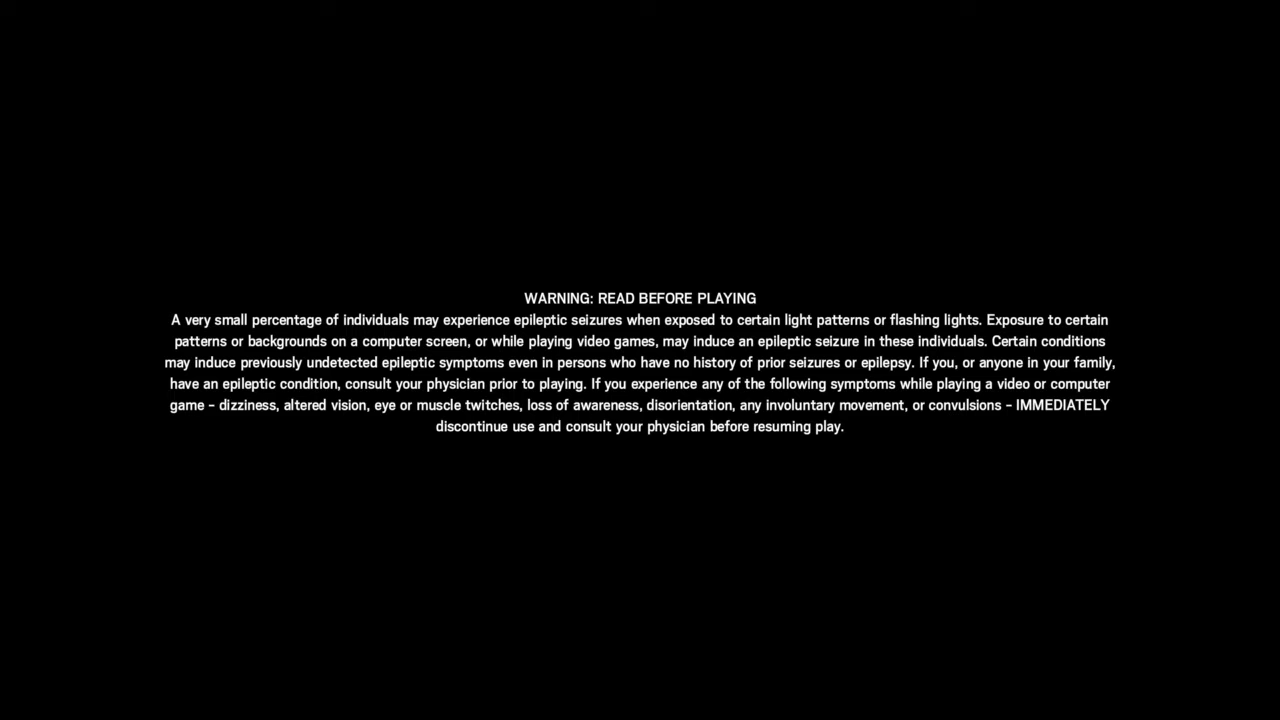 WARNING: READ BEFORE PLAYING
A very small percentage of individuals may experience epileptic seizures when exposed to certain light patterns or flashing lights. Exposure to certain
patterns or backgrounds on a computer screen, or while playing video games, may induce an epileptic seizure in these individuals. Certain conditions
may induce previously undetected epileptic symptoms even in persons who have no history of prior seizures or epilepsy. If you, or anyone in your family,
have an epileptic condition, consult your physician prior to playing. If you experience any of the following symptoms while playing a video or computer
game - dizziness, altered vision, eye or muscle twitches, loss of awareness, disorientation, any involuntary movement, or convulsions - IMMEDIATELY
discontinue use and consult your physician before resuming play.